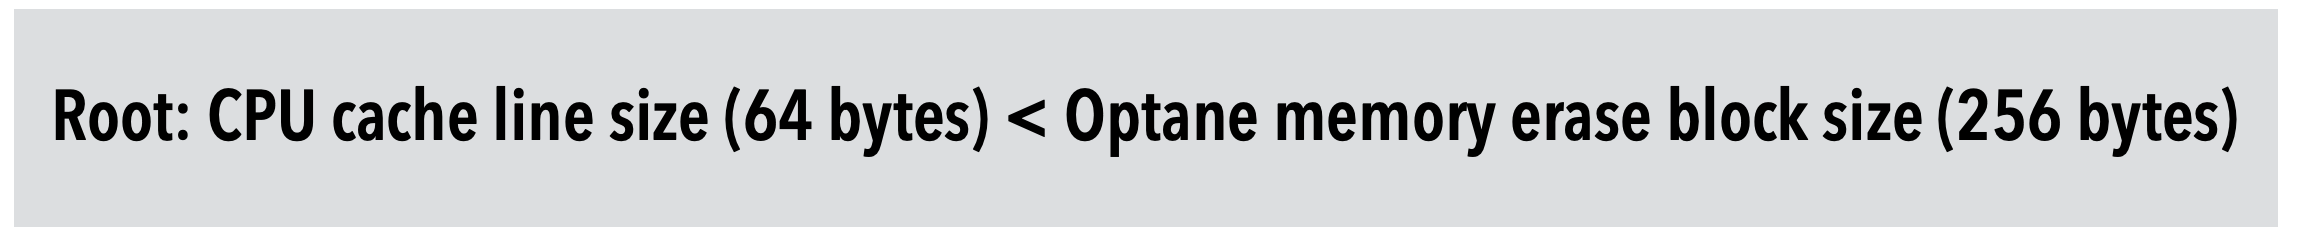 Root: CPU cache line size (64 bytes) < Optane memory erase block size (256 bytes)